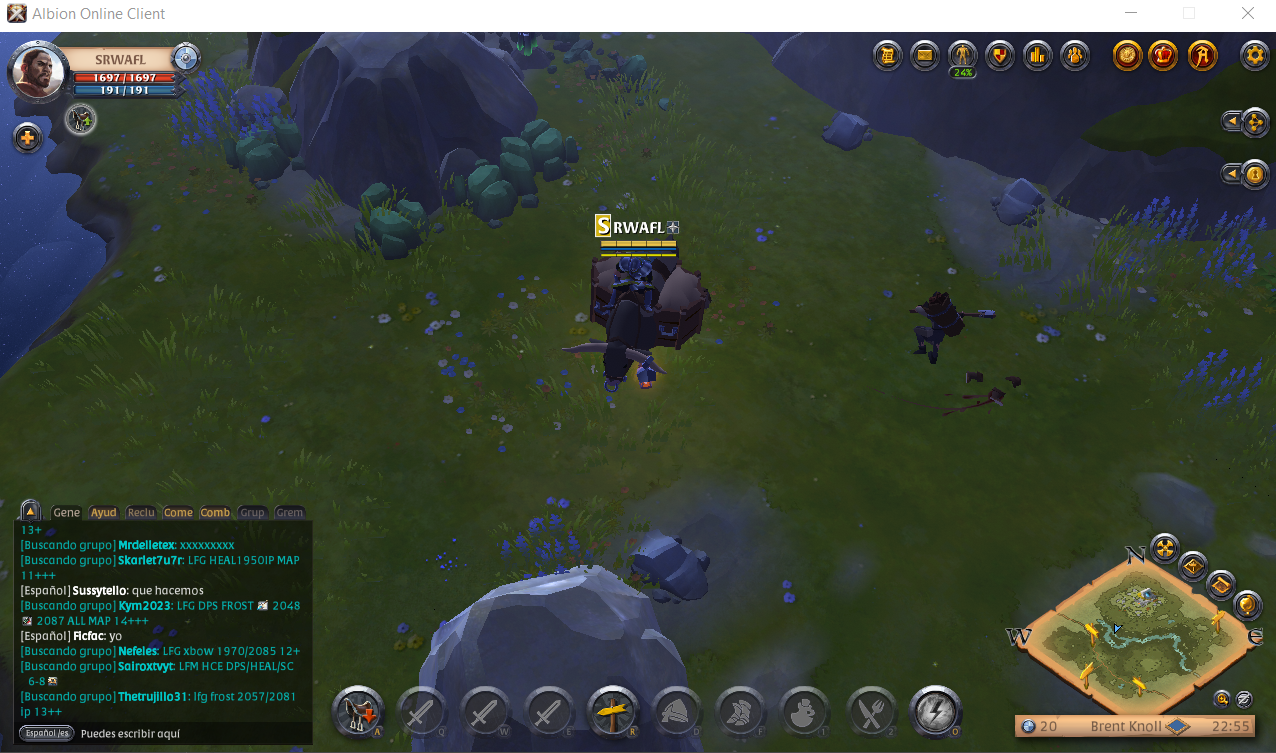 Albion Online Client
SRWAFL
1697 / 1697
191 / 191
24%
SRWAFL
Gene Ayud Reclu Come Comb Grup Grem
13+
[Buscando grupo] Mrdelletex: xxxxxxxxx
[Buscando grupo] Skarlet7u7r: LFG HEAL1950IP MAP
11+++
[Español] Sussytello: que hacemos
[Buscando grupo] Kym2023: LFG DPS FROST 2048
2087 ALL MAP 14+++
[Español] Ficfac: yo
[Buscando grupo] Nefeles: LFG xbow 1970/2085 12+
[Buscando grupo] Sairoxtvyt: LFM HCE DPS/HEAL/SC
6-8
[Buscando grupo] Thetrujillo31: lfg frost 2057/2081
ip 13++
Español /es Puedes escribir aquí
A Q W E R D F 1 2 O
N
W E
20 Brent Knoll 22:55